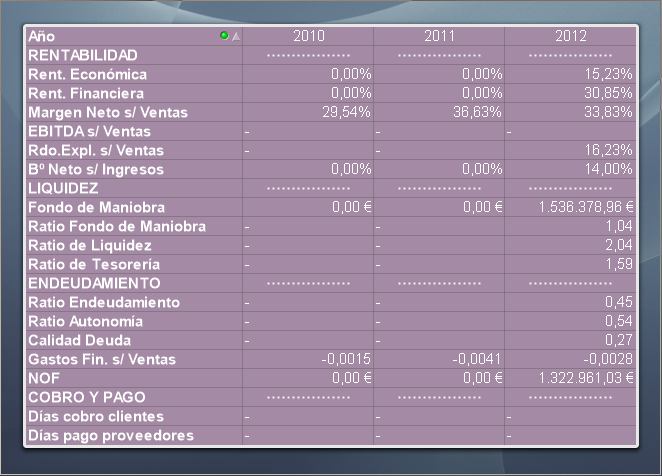 Año 2010 2011 2012
RENTABILIDAD ················ ················ ················
Rent. Económica 0,00% 0,00% 15,23%
Rent. Financiera 0,00% 0,00% 30,85%
Margen Neto s/ Ventas 29,54% 36,63% 33,83%
EBITDA s/ Ventas - - -
Rdo.Expl. s/ Ventas - - 16,23%
Bº Neto s/ Ingresos 0,00% 0,00% 14,00%
LIQUIDEZ ················ ················ ················
Fondo de Maniobra 0,00 € 0,00 € 1.536.378,96 €
Ratio Fondo de Maniobra - - 1,04
Ratio de Liquidez - - 2,04
Ratio de Tesorería - - 1,59
ENDEUDAMIENTO ················ ················ ················
Ratio Endeudamiento - - 0,45
Ratio Autonomía - - 0,54
Calidad Deuda - - 0,27
Gastos Fin. s/ Ventas -0,0015 -0,0041 -0,0028
NOF 0,00 € 0,00 € 1.322.961,03 €
COBRO Y PAGO ················ ················ ················
Días cobro clientes - - -
Días pago proveedores - - -